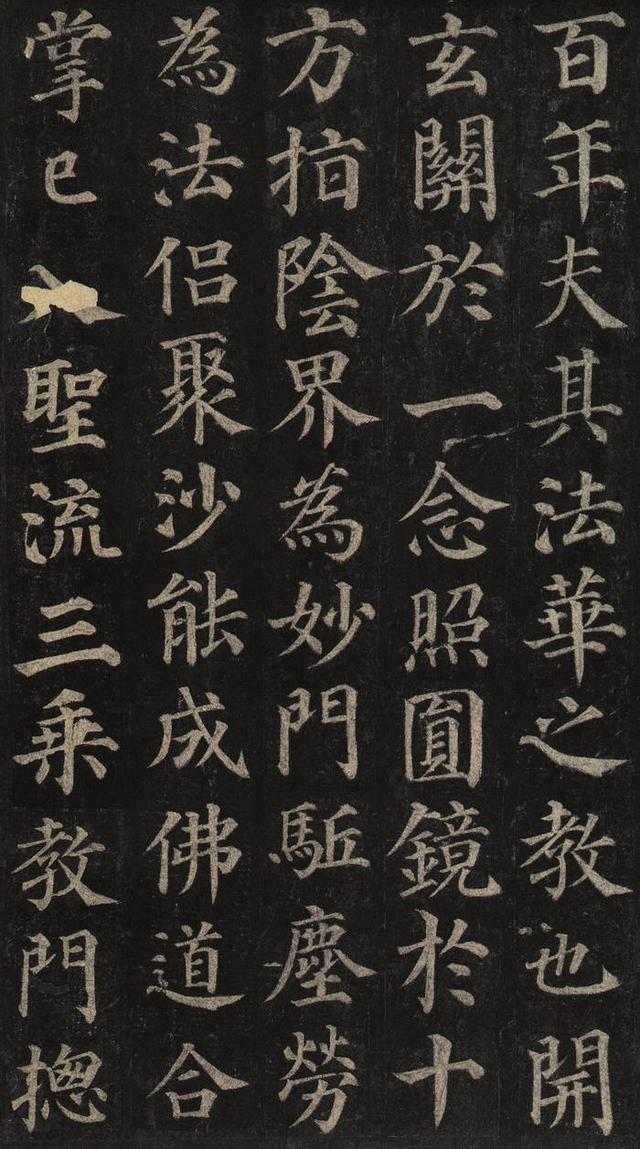 百年夫其法華之教也開
玄關於一念照圓鏡於十
方指陰界為妙門駈塵勞
為法侶聚沙能成佛道合
掌已入聖流三乘教門揔